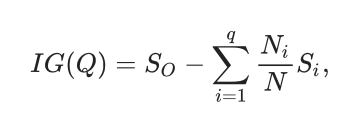 $IG(Q) = S_O - \sum_{i=1}^{q} \frac{N_i}{N} S_i,$